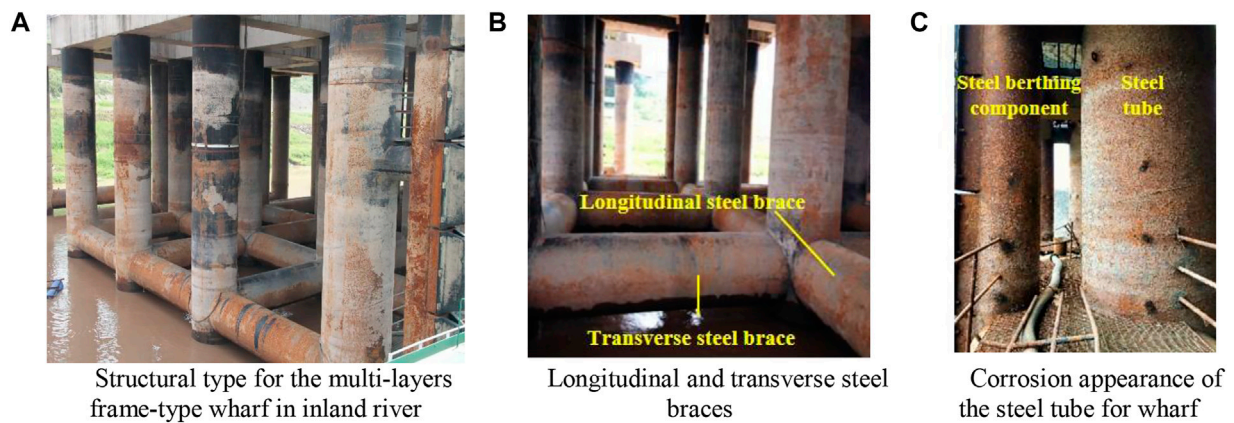 A
B
C
Steel berthing
component
Steel
tube
Longitudinal steel brace
Transverse steel brace
Structural type for the multi-layers
frame-type wharf in inland river
Longitudinal and transverse steel
braces
Corrosion appearance of
the steel tube for wharf